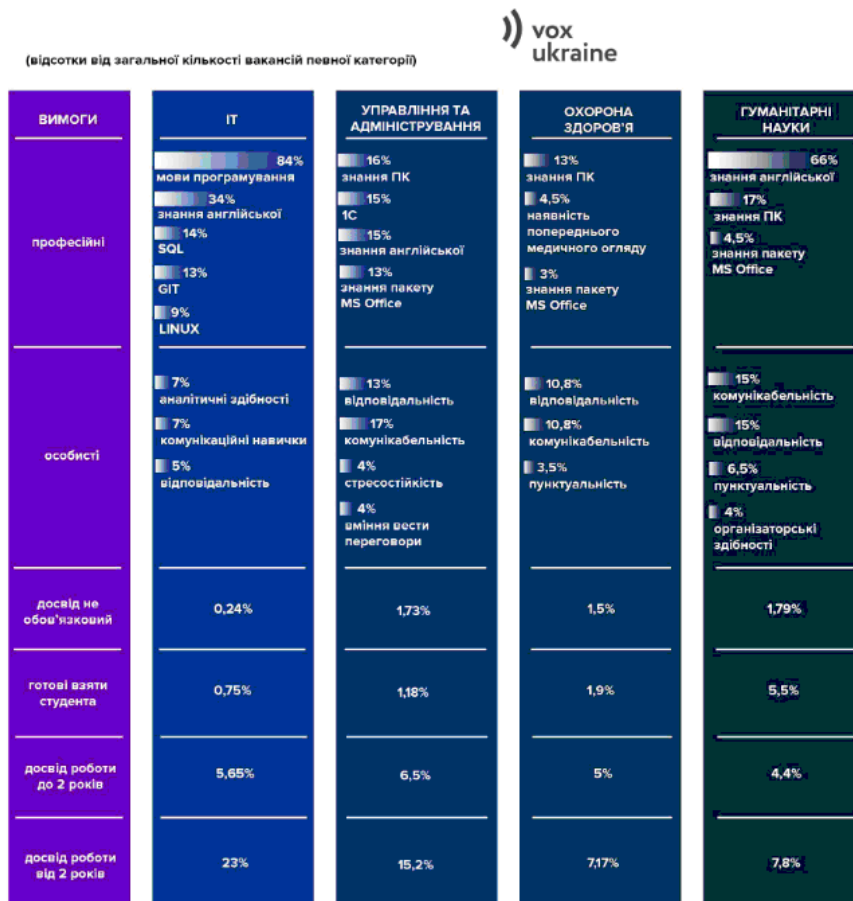 vox
ukraine
(відсотки від загальної кількості вакансій певної категорії)
ВИМОГИ
ІТ
УПРАВЛІННЯ ТА
АДМІНІСТРУВАННЯ
ОХОРОНА
ЗДОРОВ'Я
ГУМАНІТАРНІ
НАУКИ
професійні
84%
мови програмування
34%
знання англійської
14%
SQL
13%
GIT
9%
LINUX
16%
знання ПК
15%
1С
15%
знання англійської
13%
знання пакету
MS Office
13%
знання ПК
4,5%
наявність
попереднього
медичного огляду
3%
знання пакету
MS Office
66%
знання англійської
17%
знання ПК
4,5%
знання пакету
MS Office
особисті
7%
аналітичні здібності
7%
комунікаційні навички
5%
відповідальність
13%
відповідальність
17%
комунікабельність
4%
стресостійкість
4%
вміння вести
переговори
10,8%
відповідальність
10,8%
комунікабельність
3,5%
пунктуальність
15%
комунікабельність
15%
відповідальність
6,5%
пунктуальність
4%
організаторські
здібності
досвід не
обов'язковий
0,24%
1,73%
1,5%
1,79%
готові взяти
студента
0,75%
1,18%
1,9%
5,5%
досвід роботи
до 2 років
5,65%
6,5%
5%
4,4%
досвід роботи
від 2 років
23%
15,2%
7,17%
7,8%